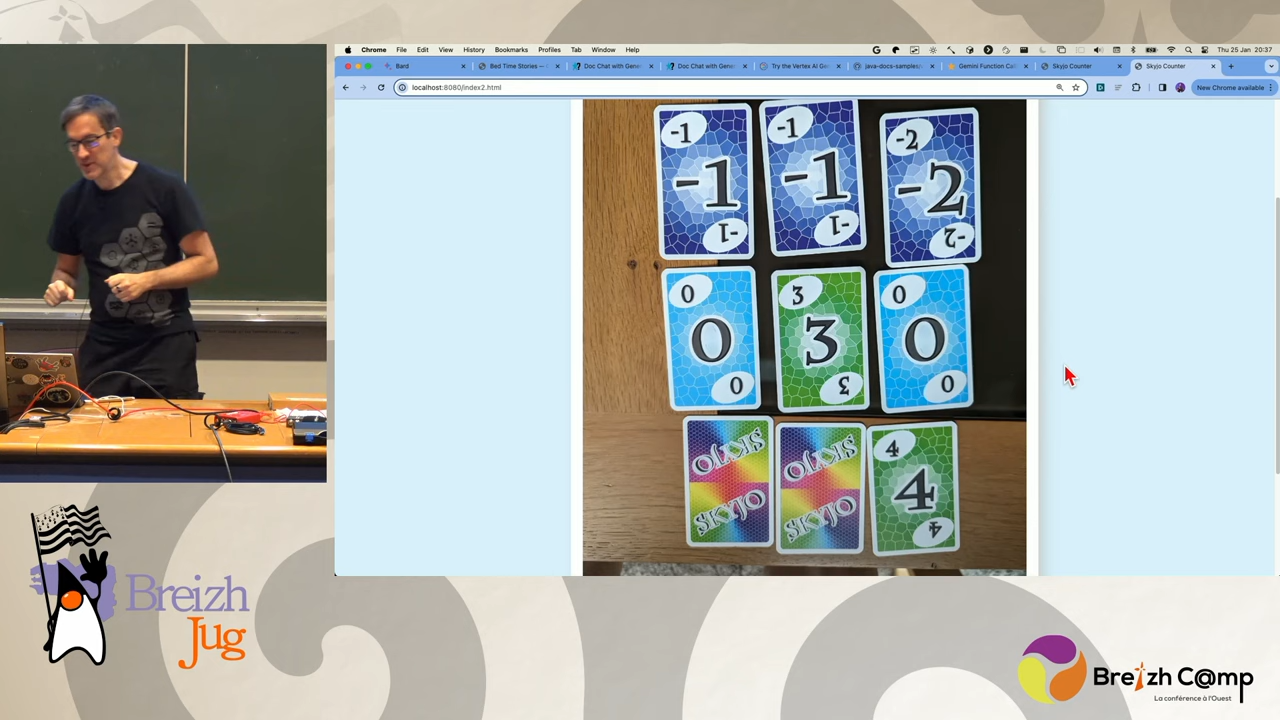 Chrome File Edit View History Bookmarks Profiles Tab Window Help
Thu 25 Jan 20:37
Bard
Bed Time Stories —
Doc Chat with Gener
Doc Chat with Gener
Try the Vertex AI Gen
java-docs-samples/
Gemini Function Call
Skyjo Counter
Skyjo Counter
localhost:8080/index2.html
New Chrome available
-1 -1 -2
-1 -1 -2
-1 -1 -2
0 3 0
0 3 0
0 3 0
SKYJO SKYJO 4
4
SKYJO SKYJO 4
Breizh
Jug
Breizh C@mp
La conférence à l'Ouest